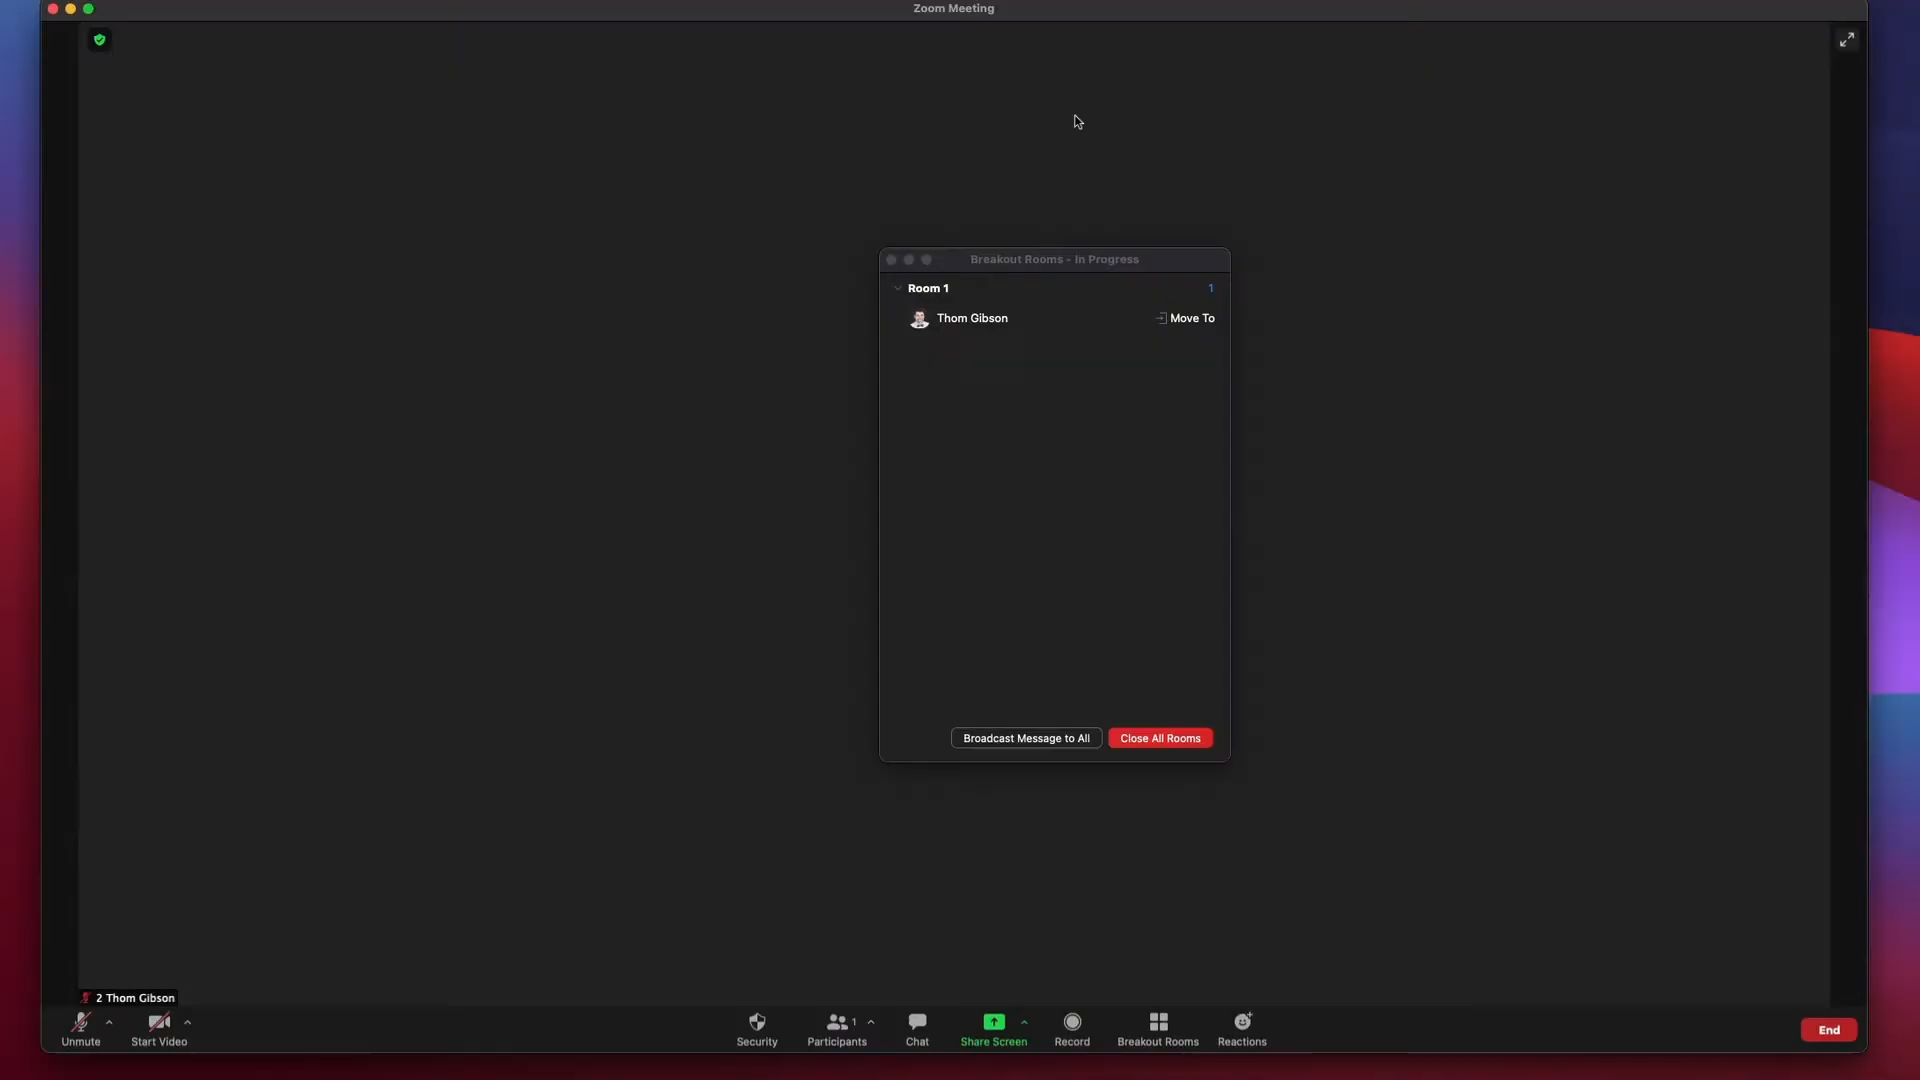 Zoom Meeting
Breakout Rooms - In Progress
Room 1 1
Thom Gibson Move To
Broadcast Message to All Close All Rooms
2 Thom Gibson
Unmute Start Video Security Participants 1 Chat Share Screen Record Breakout Rooms Reactions End